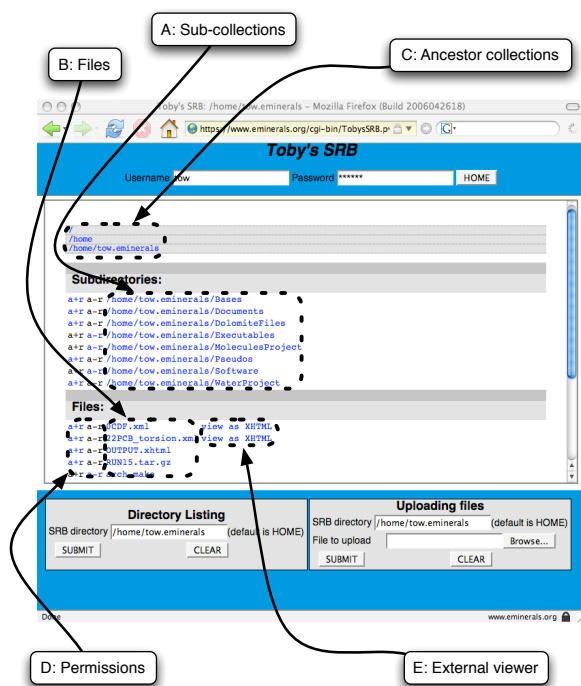 A: Sub-collections
B: Files
C: Ancestor collections
Toby's SRB: /home/tow.eminerals – Mozilla Firefox (Build 2006042618)
https://www.eminerals.org/cgi-bin/TobysSRB.py
Toby's SRB
Username tow Password ****** HOME
/
/home
/home/tow.eminerals
Subdirectories:
a+r a-r /home/tow.eminerals/Bases
a+r a-r /home/tow.eminerals/Documents
a+r a-r /home/tow.eminerals/DolomiteFiles
a+r a-r /home/tow.eminerals/Executables
a+r a-r /home/tow.eminerals/MoleculesProject
a+r a-r /home/tow.eminerals/Pseudos
a+r a-r /home/tow.eminerals/Software
a+r a-r /home/tow.eminerals/WaterProject
Files:
a+r a-r view as XHTML
a+r a-r 22PCB_torsion.xml view as XHTML
a+r a-r OUTPUT.xhtml
a+r a-r RUN15.tar.gz
a+r a-r arch.make
Directory Listing
SRB directory /home/tow.eminerals (default is HOME)
SUBMIT CLEAR
Uploading files
SRB directory /home/tow.eminerals (default is HOME)
File to upload Browse...
SUBMIT CLEAR
Done www.eminerals.org
D: Permissions
E: External viewer